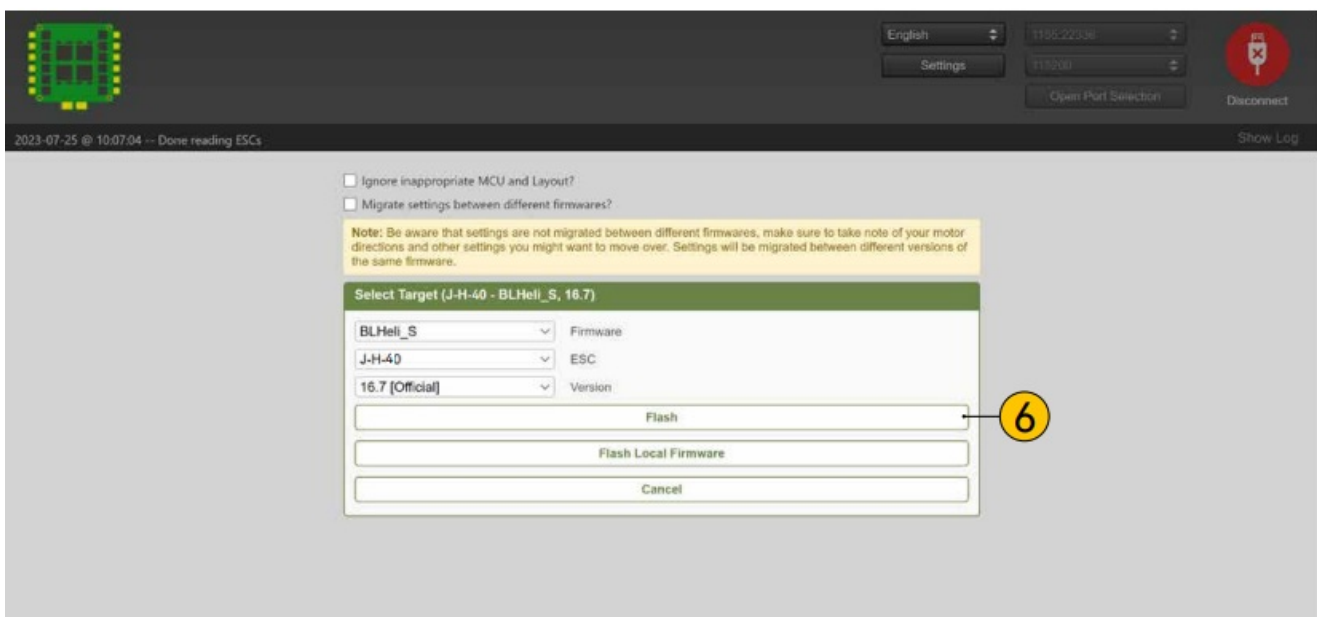 English
1155:22336
Settings
115200
Open Port Selection
Disconnect
2023-07-25 @ 10:07:04 -- Done reading ESCs
Show Log
Ignore inappropriate MCU and Layout?
Migrate settings between different firmwares?
Note: Be aware that settings are not migrated between different firmwares, make sure to take note of your motor
directions and other settings you might want to move over. Settings will be migrated between different versions of
the same firmware.
Select Target (J-H-40 - BLHeli_S, 16.7)
BLHeli_S Firmware
J-H-40 ESC
16.7 [Official] Version
Flash
6
Flash Local Firmware
Cancel